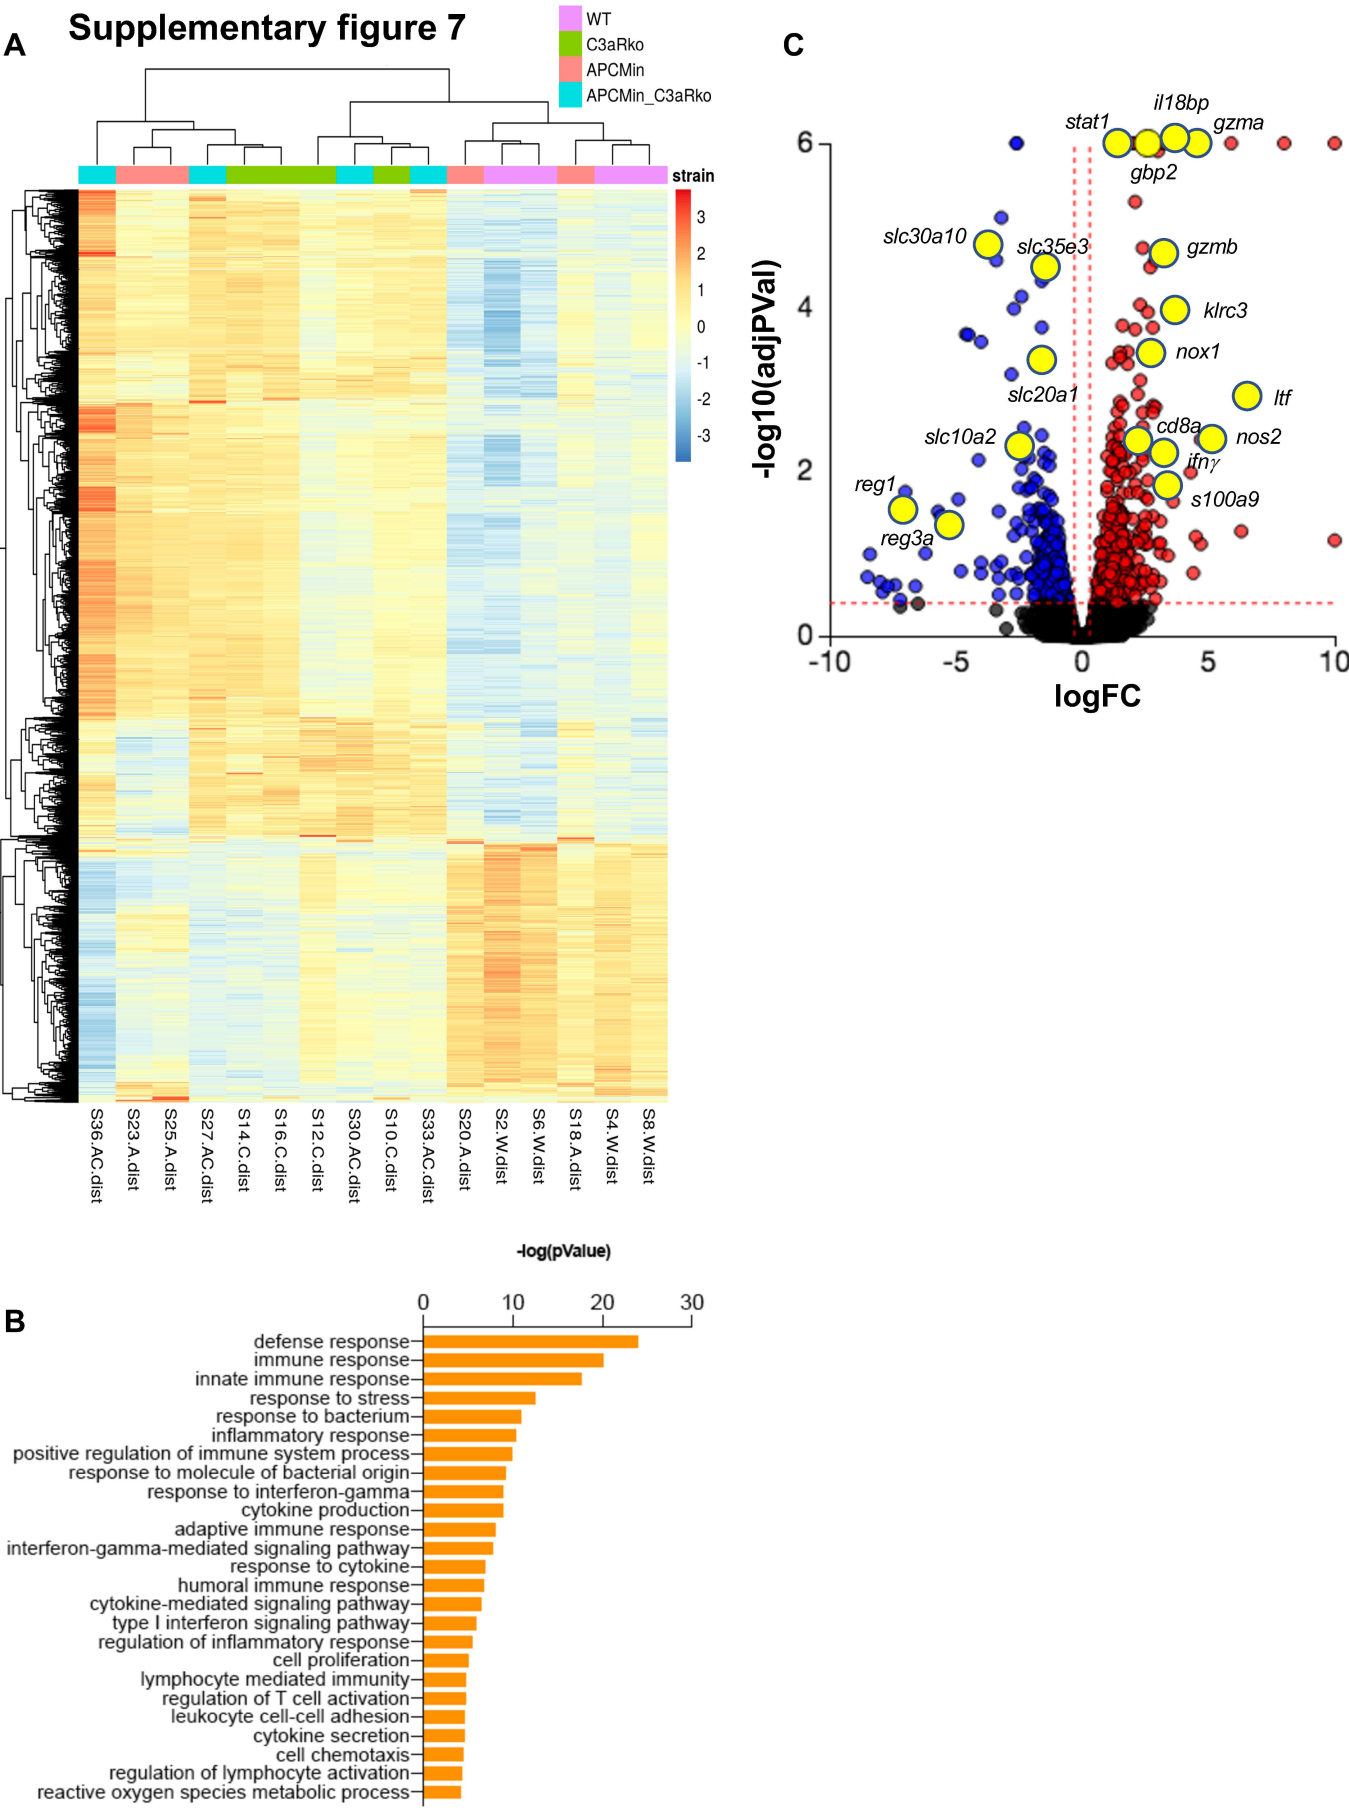 Supplementary figure 7
A
WT
C3aRko
APCMin
APCMin_C3aRko
strain
3
2
1
0
-1
-2
-3
S36.AC.dist
S23.A.dist
S25.A.dist
S27.AC.dist
S14.C.dist
S16.C.dist
S12.C.dist
S30.AC.dist
S10.C.dist
S33.AC.dist
S20.A.dist
S2.W.dist
S6.W.dist
S18.A.dist
S4.W.dist
S8.W.dist
C
-log10(adjPVal)
6
4
2
0
-10
-5
0
5
10
logFC
il18bp
stat1
gzma
gbp2
slc30a10
slc35e3
gzmb
klrc3
nox1
slc20a1
ltf
slc10a2
cd8a
nos2
ifnγ
reg1
s100a9
reg3a
B
-log(pValue)
0 10 20 30
defense response
immune response
innate immune response
response to stress
response to bacterium
inflammatory response
positive regulation of immune system process
response to molecule of bacterial origin
response to interferon-gamma
cytokine production
adaptive immune response
interferon-gamma-mediated signaling pathway
response to cytokine
humoral immune response
cytokine-mediated signaling pathway
type I interferon signaling pathway
regulation of inflammatory response
cell proliferation
lymphocyte mediated immunity
regulation of T cell activation
leukocyte cell-cell adhesion
cytokine secretion
cell chemotaxis
regulation of lymphocyte activation
reactive oxygen species metabolic process